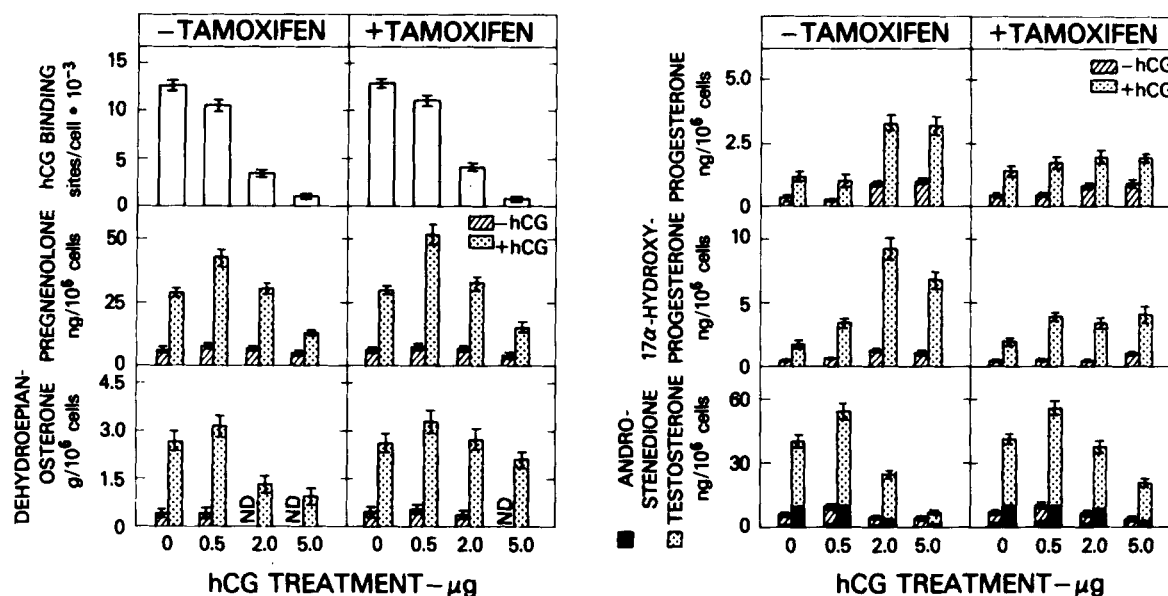 −TAMOXIFEN
+TAMOXIFEN
hCG BINDING
sites/cell • 10⁻³
15
10
5
0
PREGNENOLONE
ng/10⁶ cells
50
25
0
−hCG
+hCG
DEHYDROEPIAN-
OSTERONE
g/10⁶ cells
4.5
3.0
1.5
0
ND
ND
ND
0
0.5
2.0
5.0
0
0.5
2.0
5.0
hCG TREATMENT−μg
−TAMOXIFEN
+TAMOXIFEN
PROGESTERONE
ng/10⁶ cells
5.0
2.5
0
−hCG
+hCG
17α-HYDROXY-
PROGESTERONE
ng/10⁶ cells
10
5
0
ANDRO-
STENEDIONE
TESTOSTERONE
ng/10⁶ cells
60
30
0
0
0.5
2.0
5.0
0
0.5
2.0
5.0
hCG TREATMENT−μg